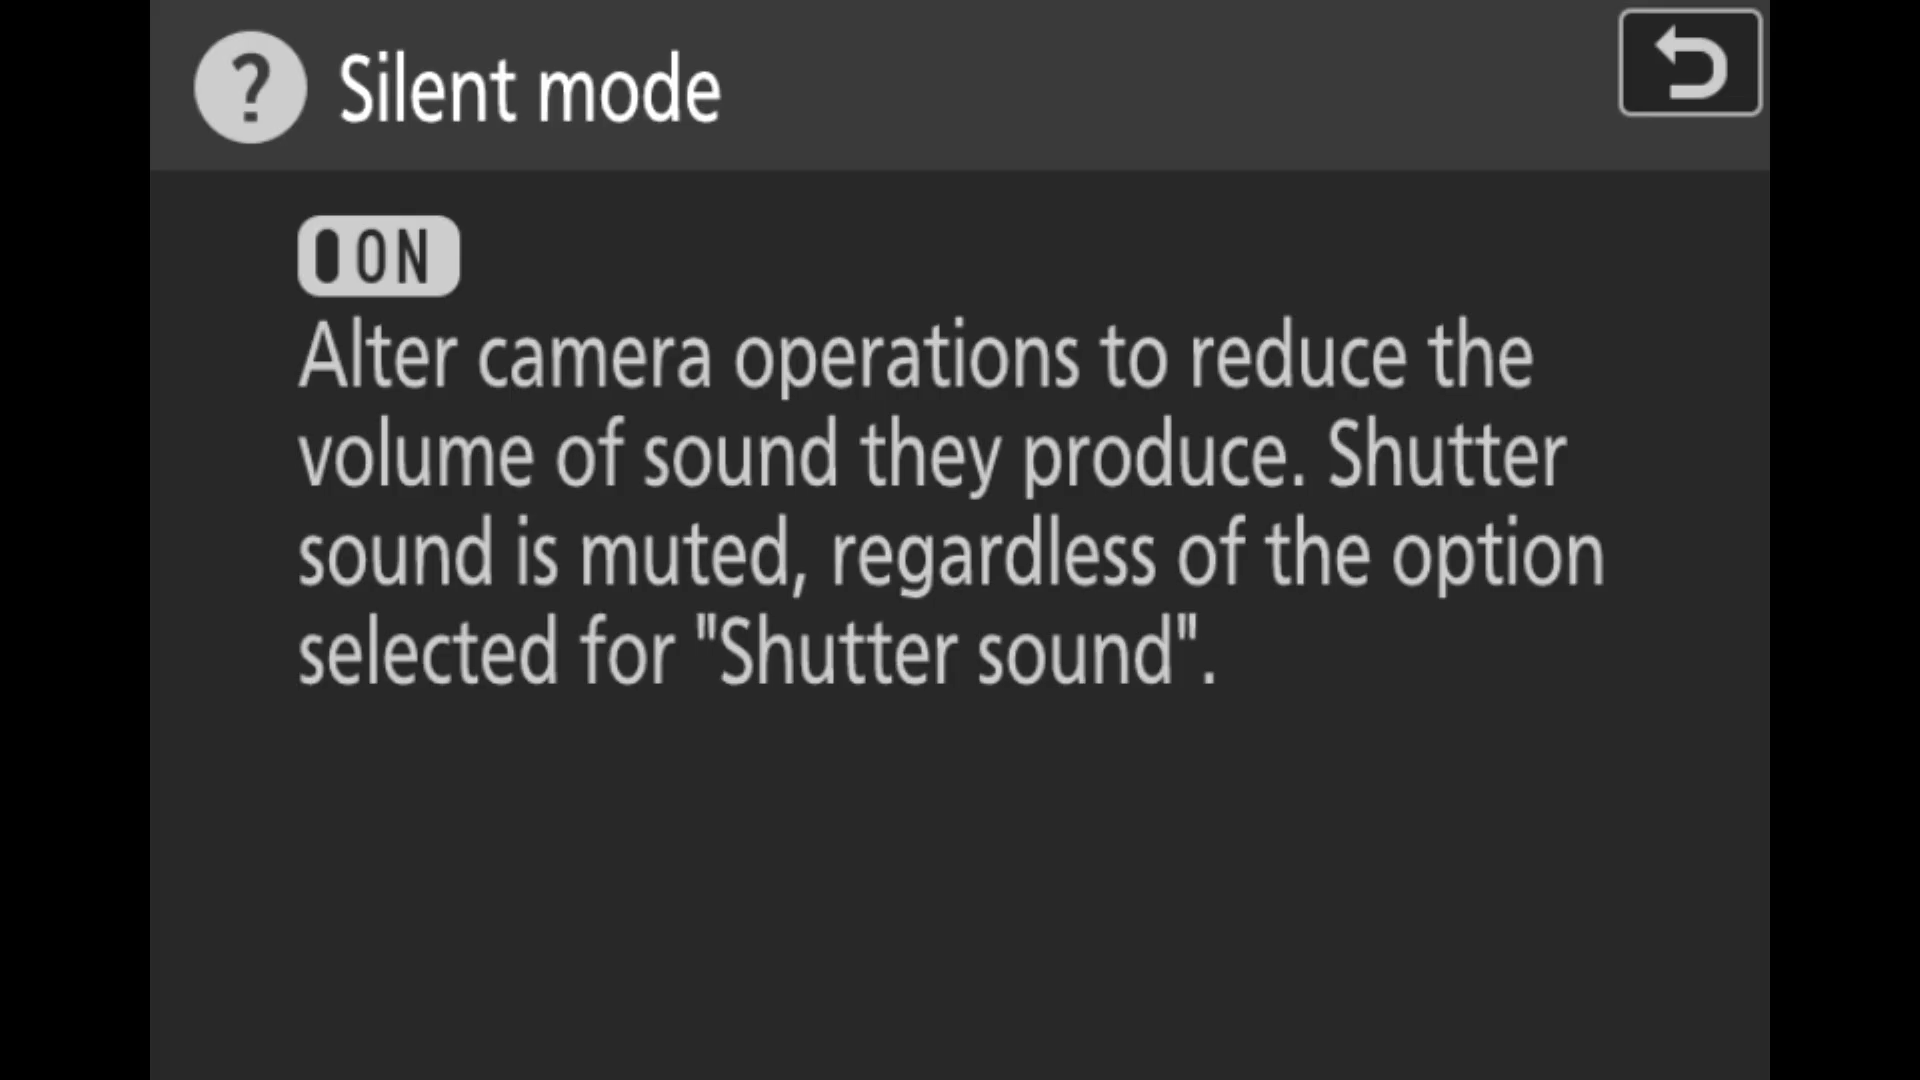 ? Silent mode
ON
Alter camera operations to reduce the
volume of sound they produce. Shutter
sound is muted, regardless of the option
selected for "Shutter sound".